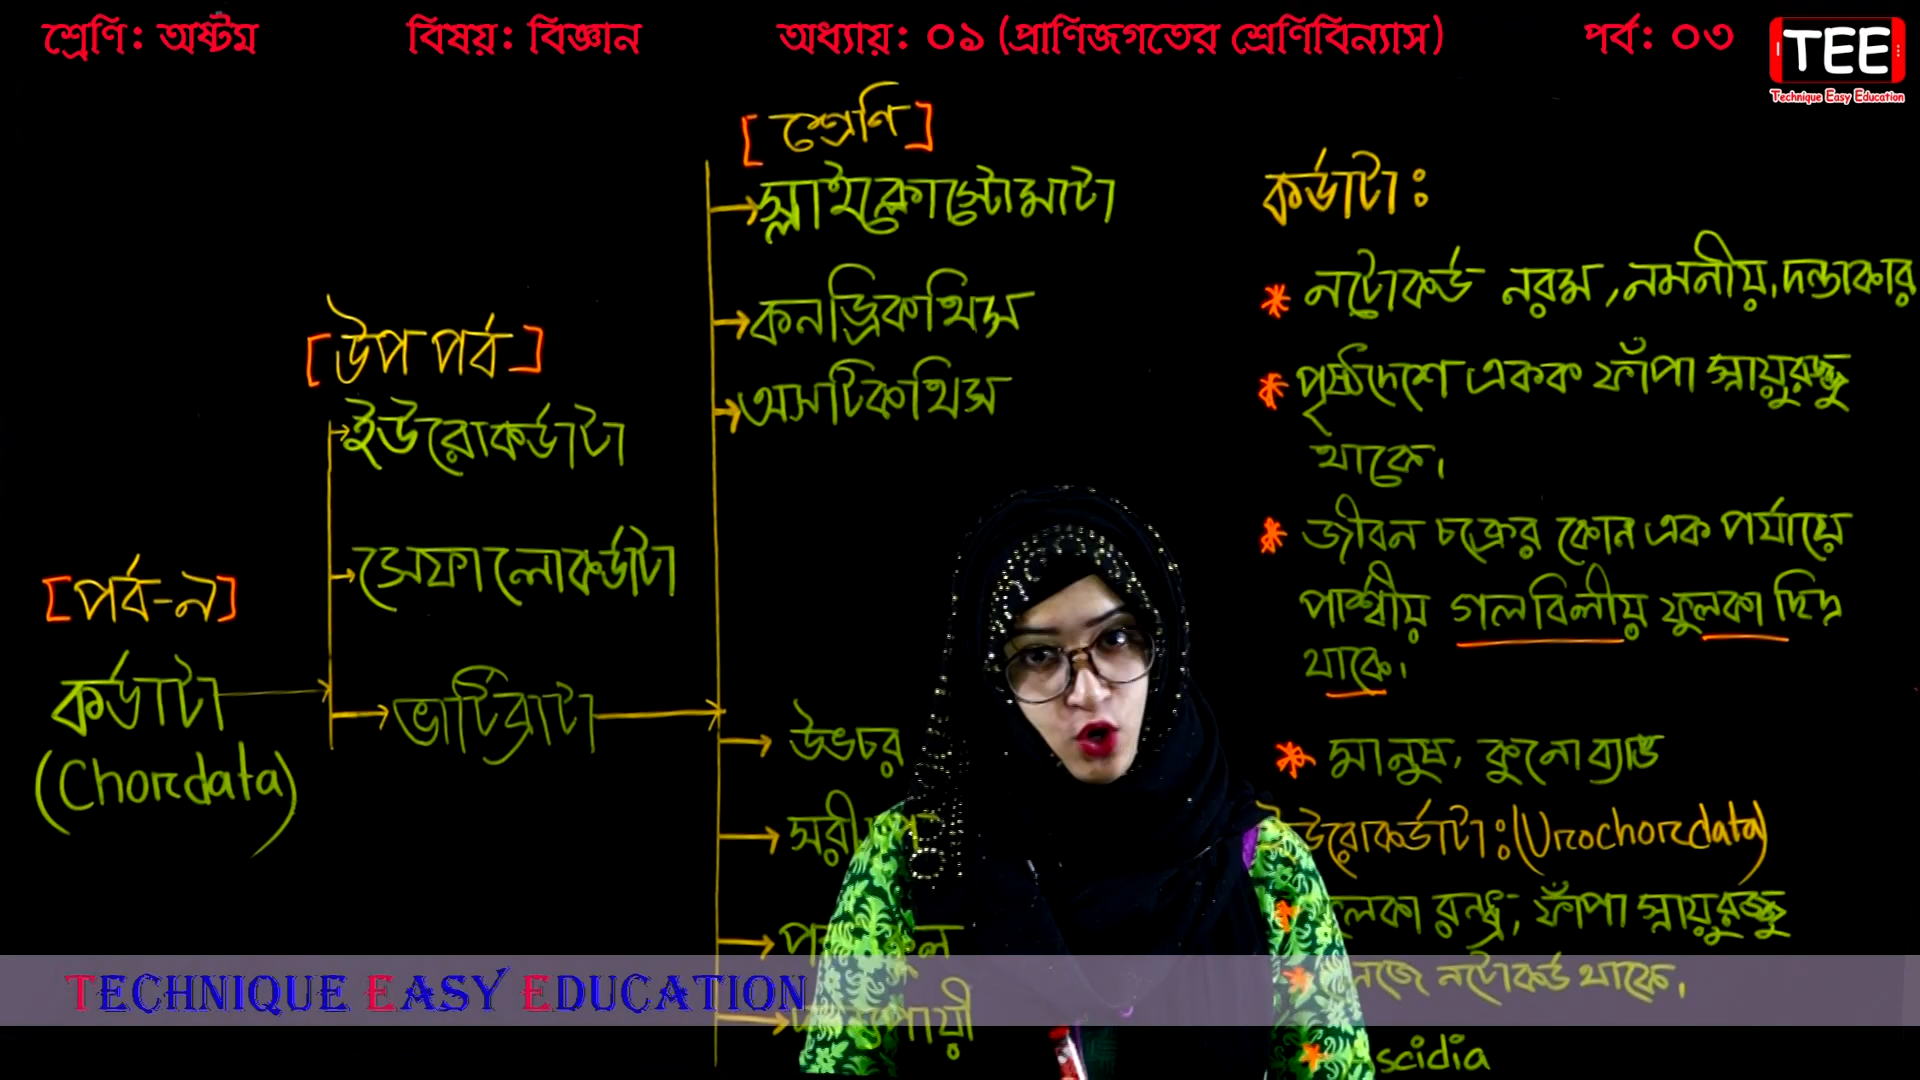 শ্রেণি: অষ্টম
বিষয়: বিজ্ঞান
অধ্যায়: ০১ (প্রাণিজগতের শ্রেণিবিন্যাস)
পর্ব: ০৩
TEE
Technique Easy Education
[পর্ব-৯]
কর্ডাটা
(Chordata)
[উপ পর্ব]
ইউরোকর্ডাটা
সেফালোকর্ডাটা
ভার্টিব্রাটা
[শ্রেণি]
সাইক্লোস্টোমাটা
কনড্রিকথিস
অসটিকথিস
উভচর
কর্ডাটা:
* নটোকর্ড নরম, নমনীয়, দন্ডাকার
* পৃষ্ঠদেশে একক ফাঁপা স্নায়ুরজ্জু
থাকে।
* জীবন চক্রের কোন এক পর্যায়ে
পার্শ্বীয় গলবিলীয় ফুলকা ছিদ্র
থাকে।
* মানুষ, কুনোব্যাঙ
ইউরোকর্ডাটা: (Urochordata)
রন্ধ্র, ফাঁপা স্নায়ুরজ্জু
নটোকর্ড থাকে।
scidia
TECHNIQUE EASY EDUCATION